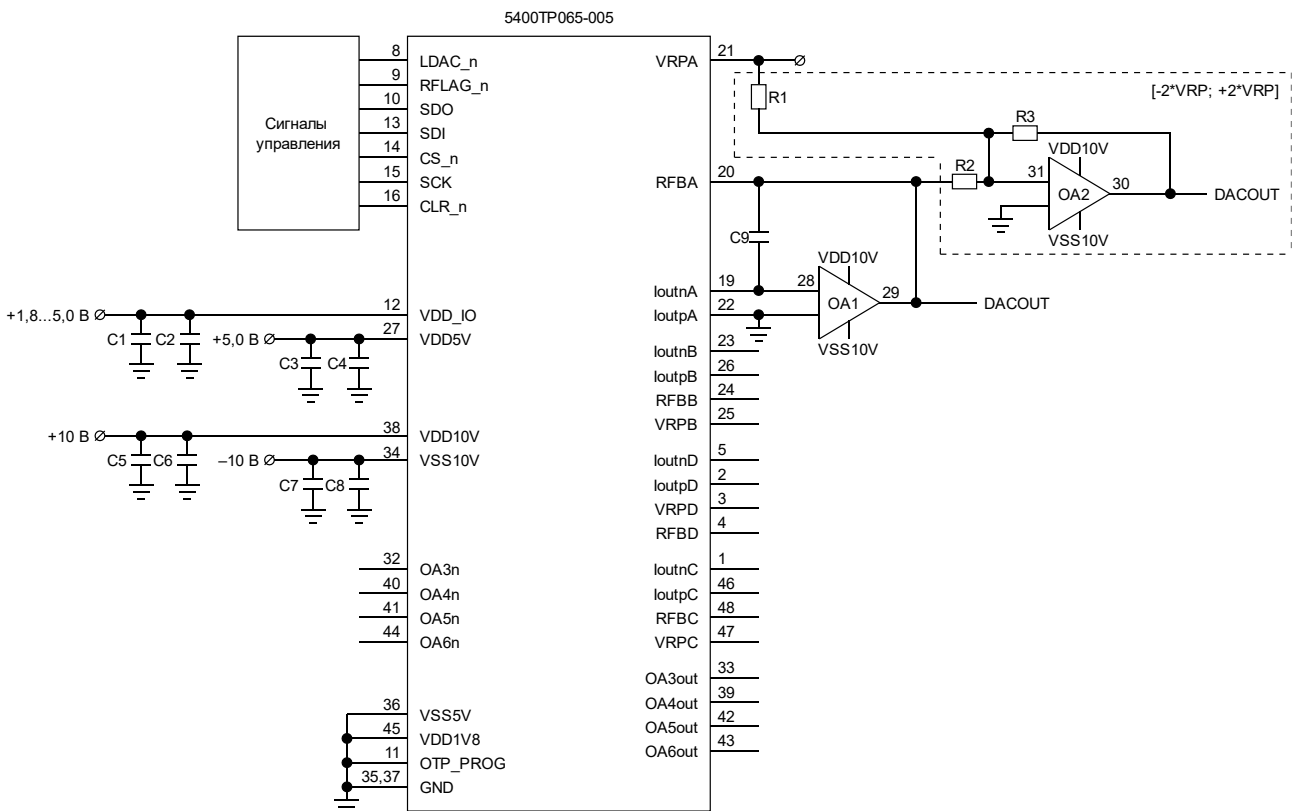 5400ТР065-005
Сигналы
управления
8 LDAC_n
9 RFLAG_n
10 SDO
13 SDI
14 CS_n
15 SCK
16 CLR_n
VRPA 21
R1
[-2*VRP; +2*VRP]
R3
VDD10V
RFBA 20
R2
31 OA2 30
DACOUT
VSS10V
C9
VDD10V
IoutnA 19
28 OA1 29
DACOUT
IoutpA 22
VSS10V
+1,8...5,0 В
12 VDD_IO
C1 C2
+5,0 В
27 VDD5V
C3 C4
IoutnB 23
IoutpB 26
RFBB 24
VRPB 25
+10 В
38 VDD10V
C5 C6
–10 В
34 VSS10V
C7 C8
IoutnD 5
IoutpD 2
VRPD 3
RFBD 4
32 OA3n
40 OA4n
41 OA5n
44 OA6n
IoutnC 1
IoutpC 46
RFBC 48
VRPC 47
OA3out 33
OA4out 39
OA5out 42
OA6out 43
36 VSS5V
45 VDD1V8
11 OTP_PROG
35,37 GND